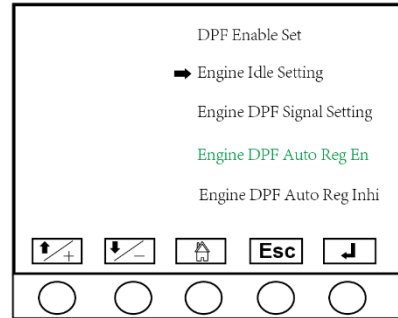 DPF Enable Set
Engine Idle Setting
Engine DPF Signal Setting
Engine DPF Auto Reg En
Engine DPF Auto Reg Inhi
+ − Esc